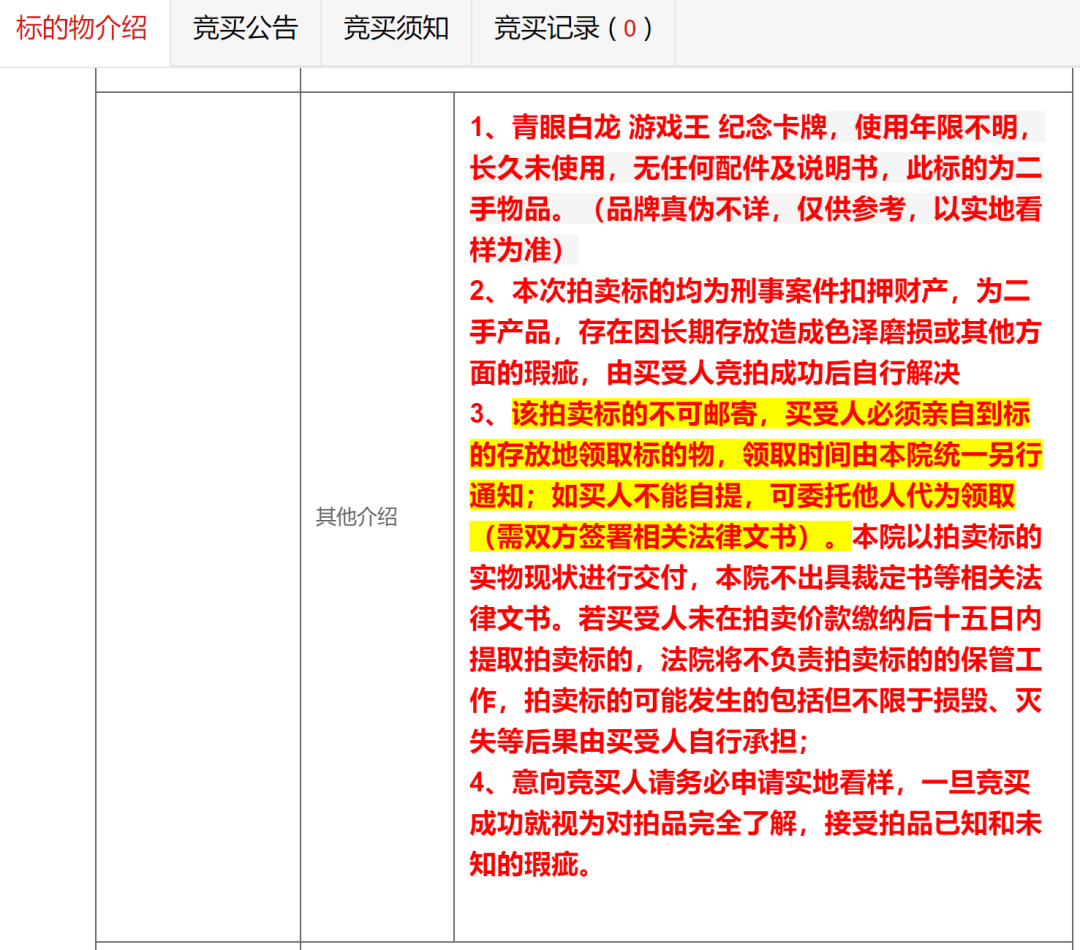 标的物介绍 竞买公告 竞买须知 竞买记录 ( 0 )
1、青眼白龙 游戏王 纪念卡牌，使用年限不明，
长久未使用，无任何配件及说明书，此标的为二
手物品。（品牌真伪不详，仅供参考，以实地看
样为准）
2、本次拍卖标的均为刑事案件扣押财产，为二
手产品，存在因长期存放造成色泽磨损或其他方
面的瑕疵，由买受人竞拍成功后自行解决
3、该拍卖标的不可邮寄，买受人必须亲自到标
的存放地领取标的物，领取时间由本院统一另行
通知；如买人不能自提，可委托他人代为领取
（需双方签署相关法律文书）。本院以拍卖标的
实物现状进行交付，本院不出具裁定书等相关法
律文书。若买受人未在拍卖价款缴纳后十五日内
提取拍卖标的，法院将不负责拍卖标的的保管工
作，拍卖标的可能发生的包括但不限于损毁、灭
失等后果由买受人自行承担；
4、意向竞买人请务必申请实地看样，一旦竞买
成功就视为对拍品完全了解，接受拍品已知和未
知的瑕疵。
其他介绍